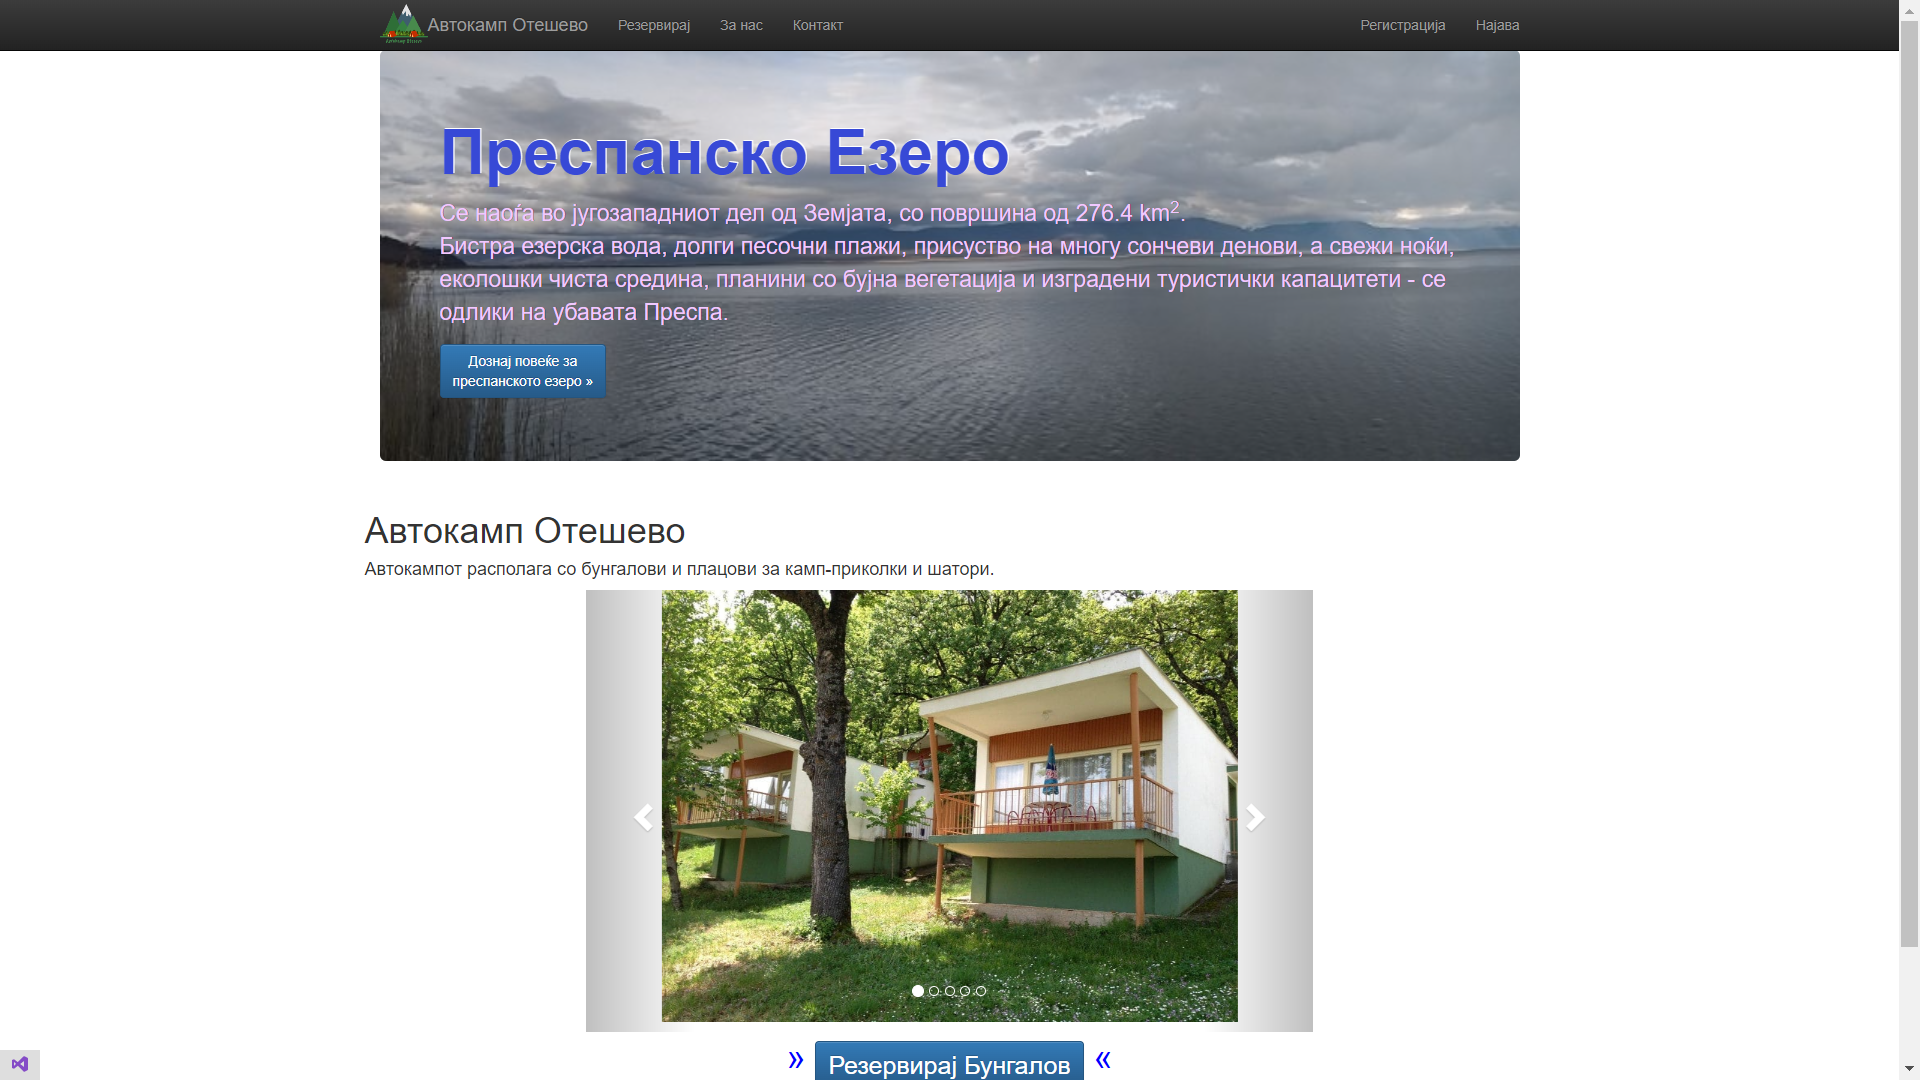 Автокамп Отешево
Резервирај
За нас
Контакт
Регистрација
Најава
Преспанско Езеро
Се наоѓа во југозападниот дел од Земјата, со површина од 276.4 km².
Бистра езерска вода, долги песочни плажи, присуство на многу сончеви денови, а свежи ноќи,
еколошки чиста средина, планини со бујна вегетација и изградени туристички капацитети - се
одлики на убавата Преспа.
Дознај повеќе за
преспанското езеро »
Автокамп Отешево
Автокампот располага со бунгалови и плацови за камп-приколки и шатори.
» Резервирај Бунгалов «